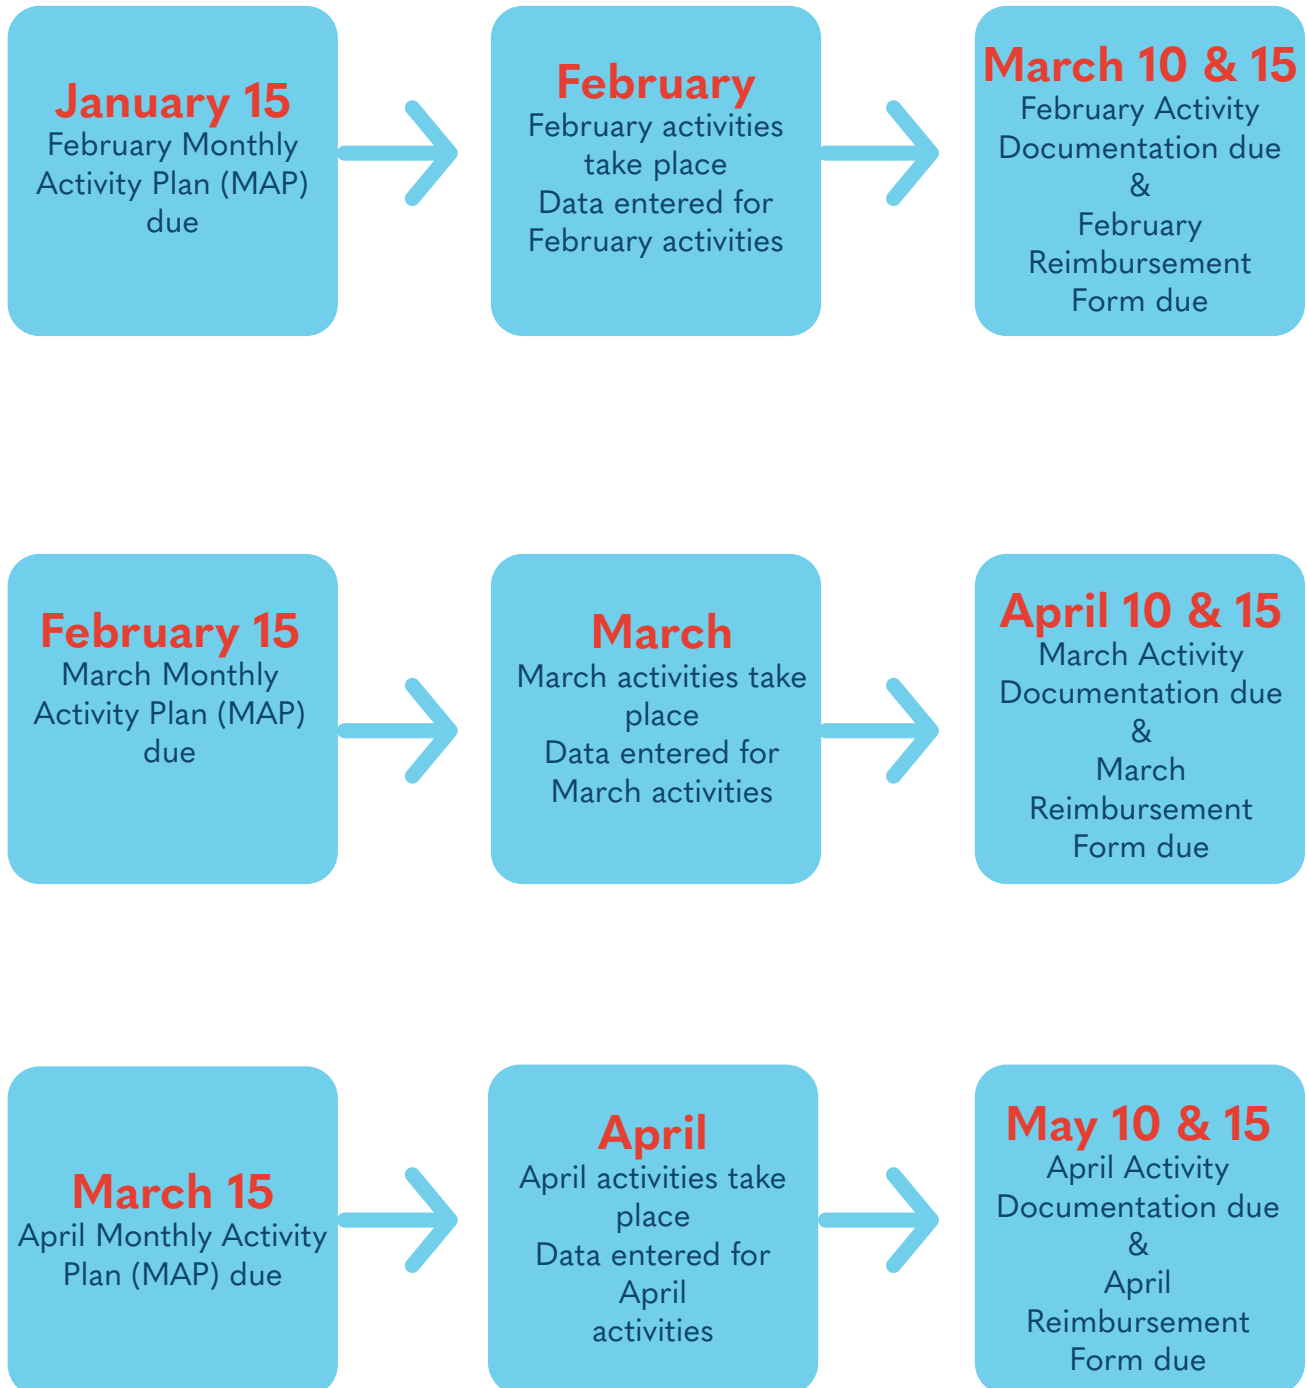 January 15
February Monthly
Activity Plan (MAP)
due
February
February activities
take place
Data entered for
February activities
March 10 & 15
February Activity
Documentation due
&
February
Reimbursement
Form due
February 15
March Monthly
Activity Plan (MAP)
due
March
March activities take
place
Data entered for
March activities
April 10 & 15
March Activity
Documentation due
&
March
Reimbursement
Form due
March 15
April Monthly Activity
Plan (MAP) due
April
April activities take
place
Data entered for
April
activities
May 10 & 15
April Activity
Documentation due
&
April
Reimbursement
Form due